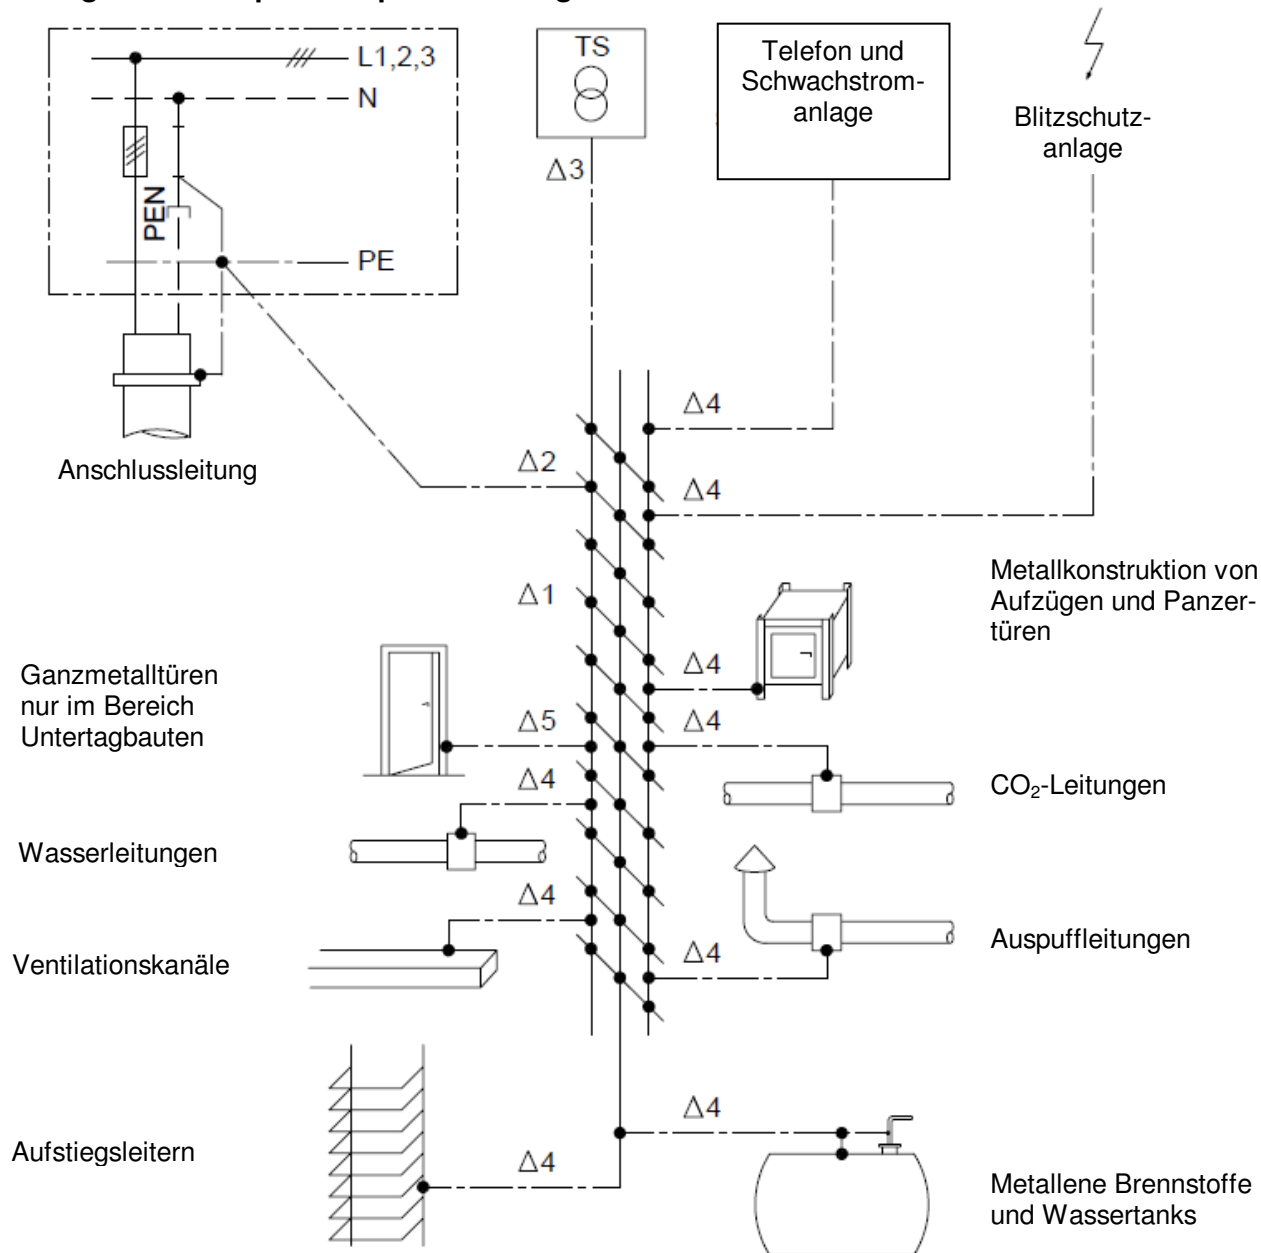 L1,2,3
N
PEN
PE
TS
Δ3
Telefon und
Schwachstrom-
anlage
Blitzschutz-
anlage
Anschlussleitung
Δ2
Δ4
Δ4
Δ1
Metallkonstruktion von
Aufzügen und Panzer-
türen
Δ4
Ganzmetalltüren
nur im Bereich
Untertagbauten
Δ5
Δ4
CO₂-Leitungen
Δ4
Wasserleitungen
Δ4
Ventilationskanäle
Δ4
Auspuffleitungen
Aufstiegsleitern
Δ4
Δ4
Metallene Brennstoffe
und Wassertanks